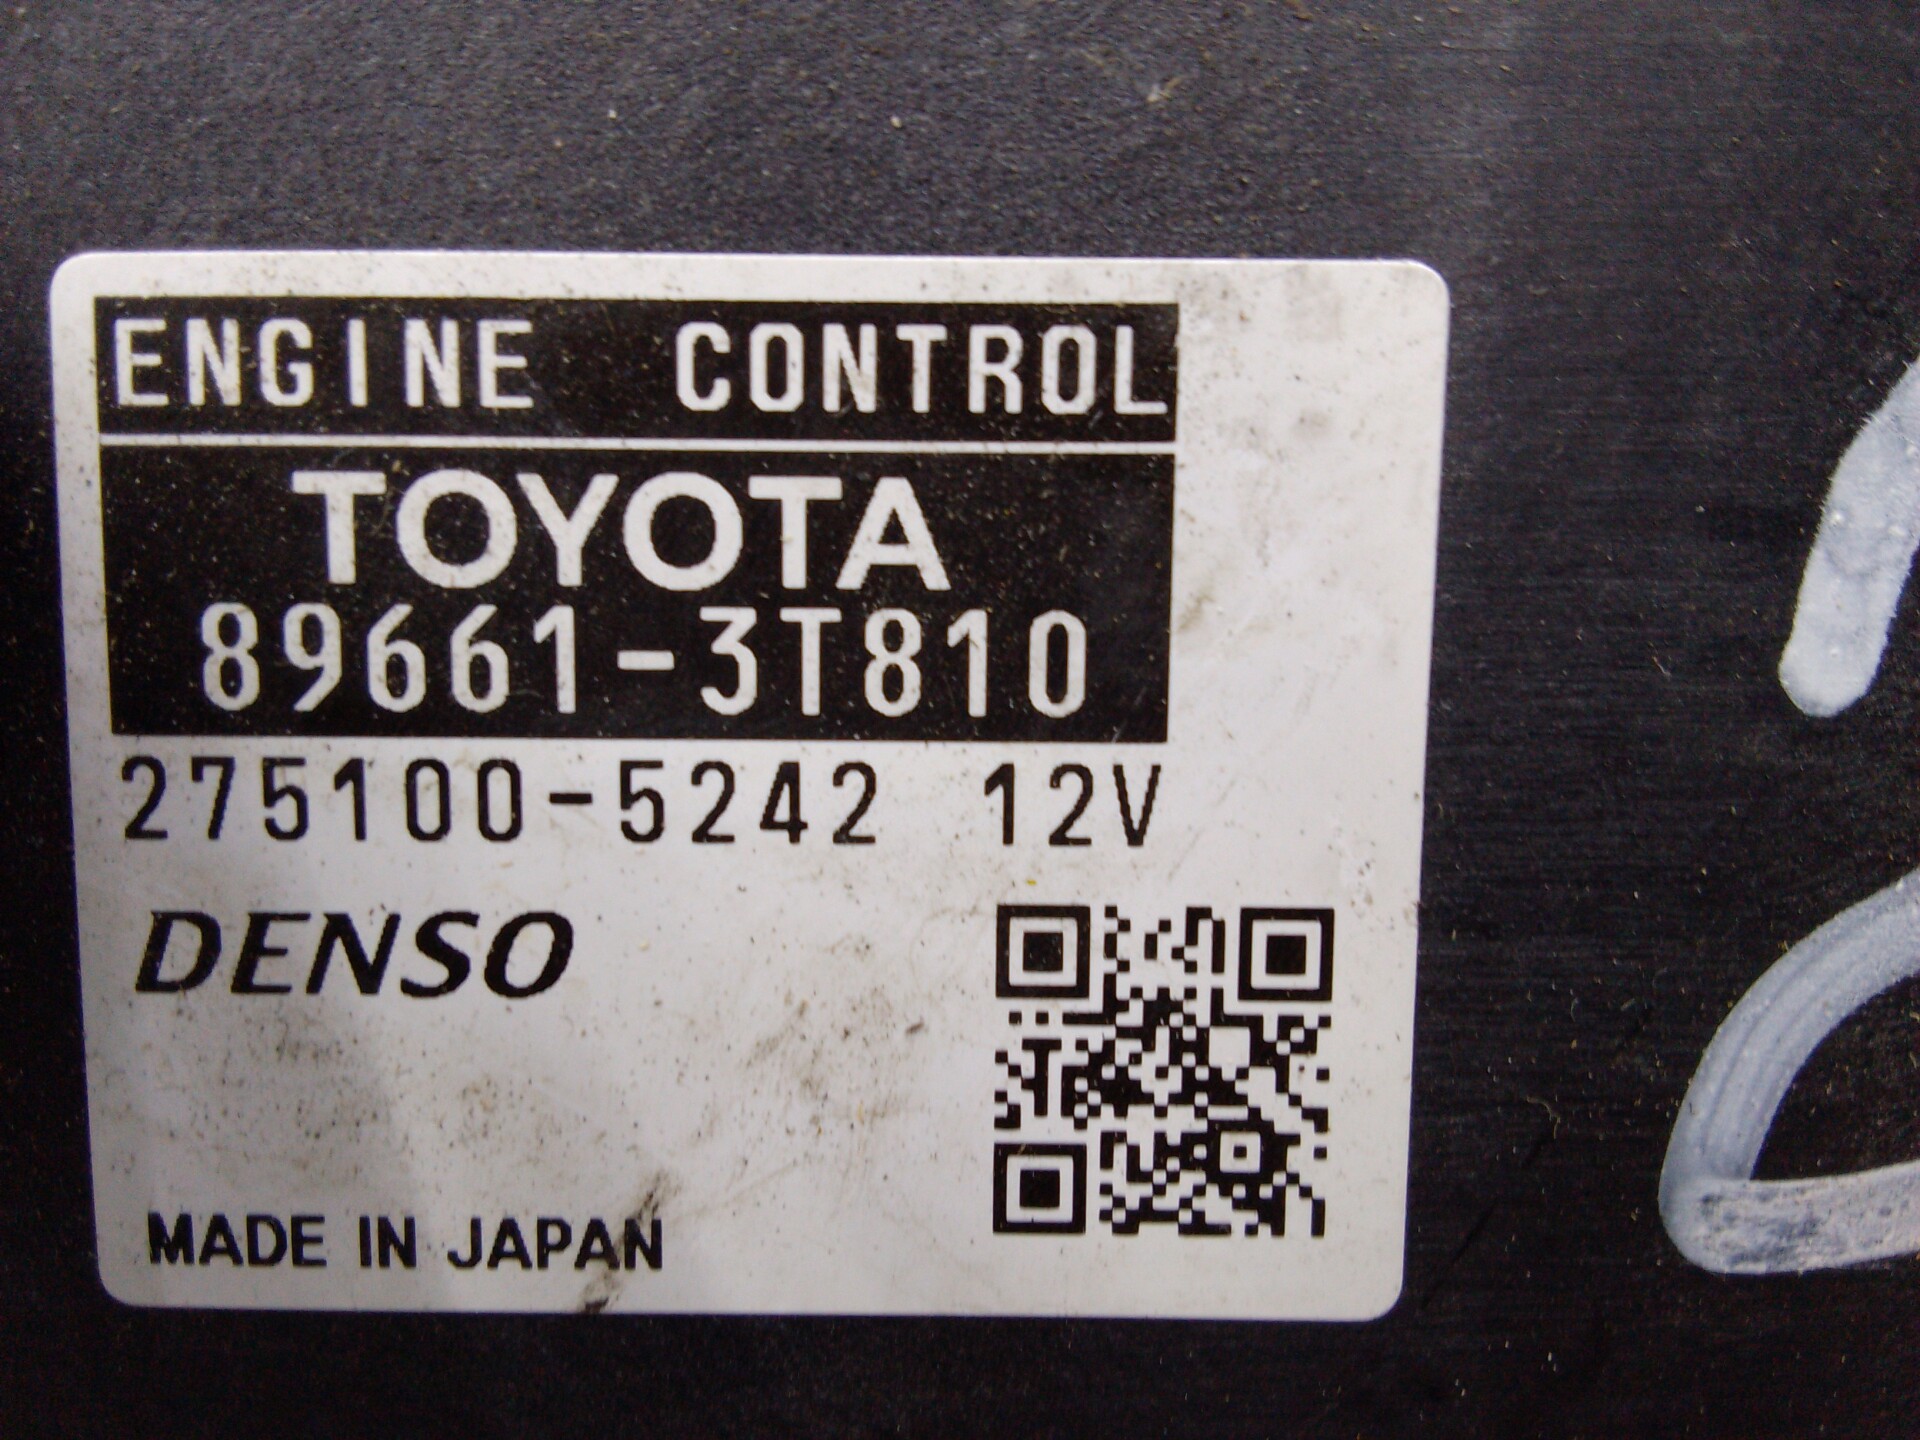 ENGINE CONTROL
TOYOTA
89661-3T810
275100-5242 12V
DENSO
MADE IN JAPAN